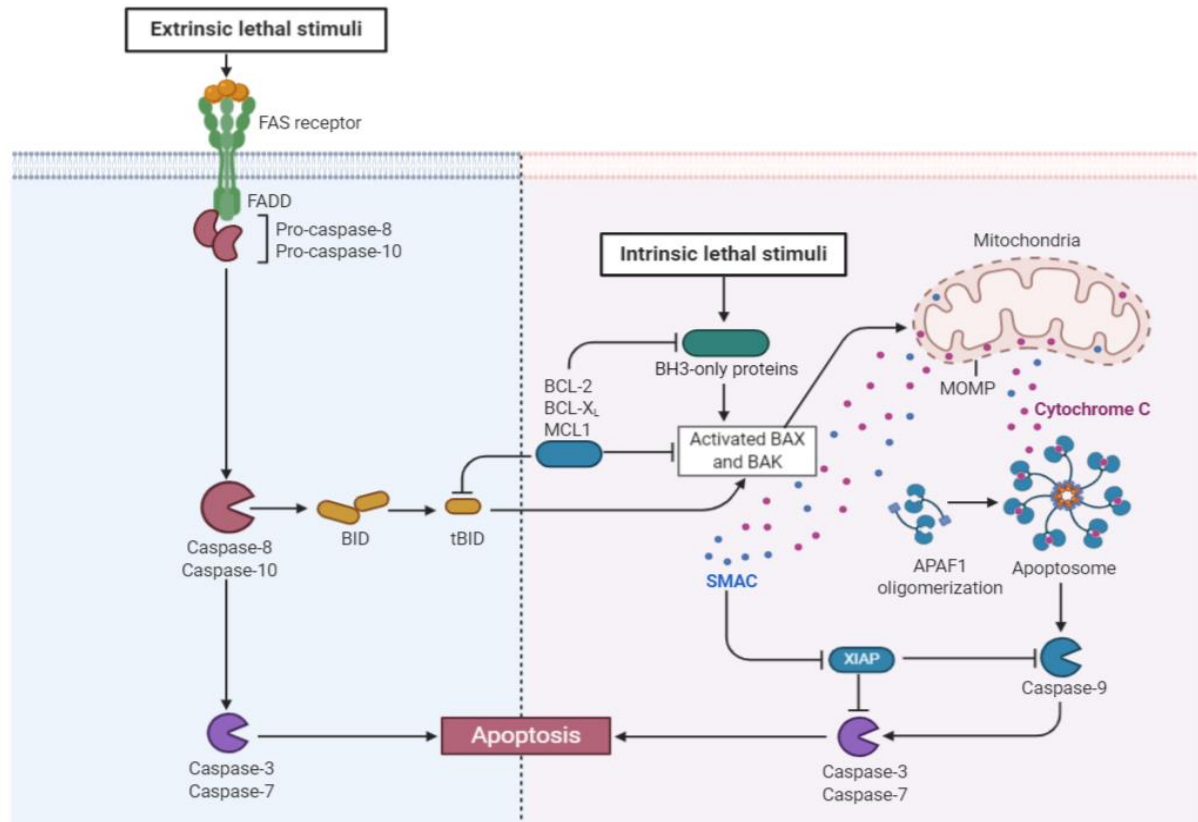 Extrinsic lethal stimuli
FAS receptor
FADD
Pro-caspase-8
Pro-caspase-10
Caspase-8
Caspase-10
BID
tBID
Caspase-3
Caspase-7
Apoptosis
Intrinsic lethal stimuli
BH3-only proteins
BCL-2
BCL-XL
MCL1
Activated BAX
and BAK
Mitochondria
MOMP
Cytochrome C
SMAC
APAF1
oligomerization
Apoptosome
XIAP
Caspase-9
Caspase-3
Caspase-7